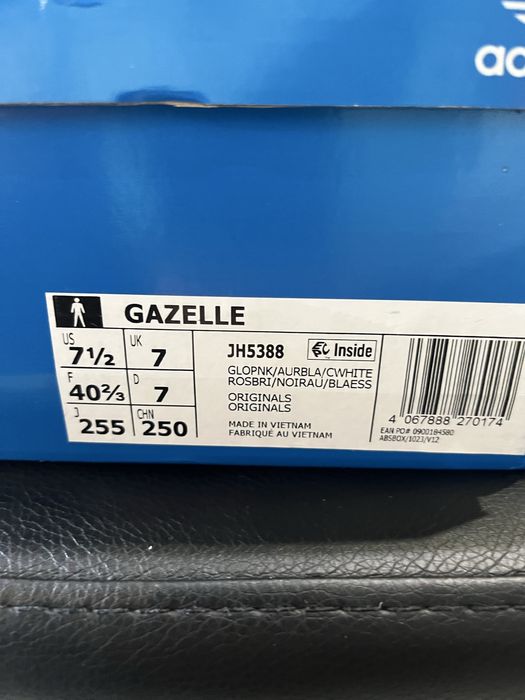 ad
GAZELLE
US 7½ UK 7
F 40⅔ D 7
J 255 CHN 250
JH5388 Inside
GLOPNK/AURBLA/CWHITE
ROSBRI/NOIRAU/BLAESS
ORIGINALS
ORIGINALS
MADE IN VIETNAM
FABRIQUÉ AU VIETNAM
4 067888 270174
EAN PO# 0900184580
ABSBOX/1023/V12